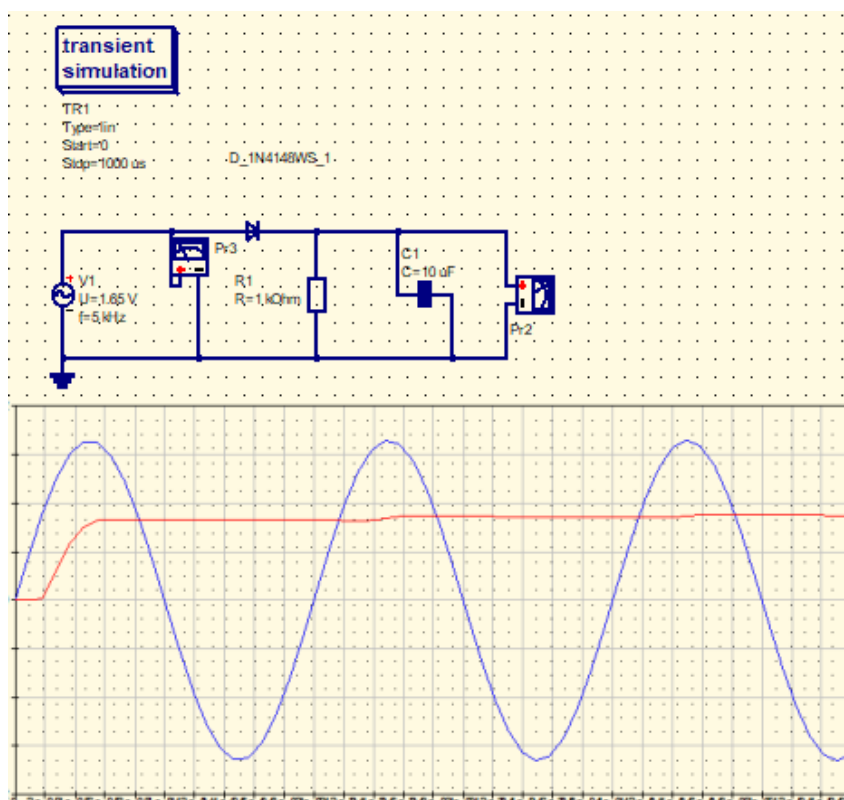 transient
simulation
TR1
Type=lin
Start=0
Stop=1000 us
D_1N4148WS_1
Pr3
V1
U=1.65 V
f=5 kHz
R1
R=1 kOhm
C1
C=10 uF
Pr2